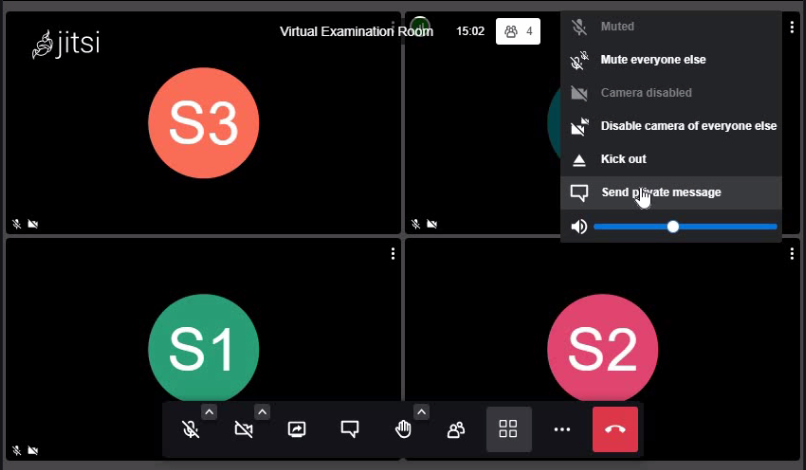 jitsi
Virtual Examination Room
15:02
4
Muted
Mute everyone else
Camera disabled
Disable camera of everyone else
Kick out
Send private message
S3
S1
S2